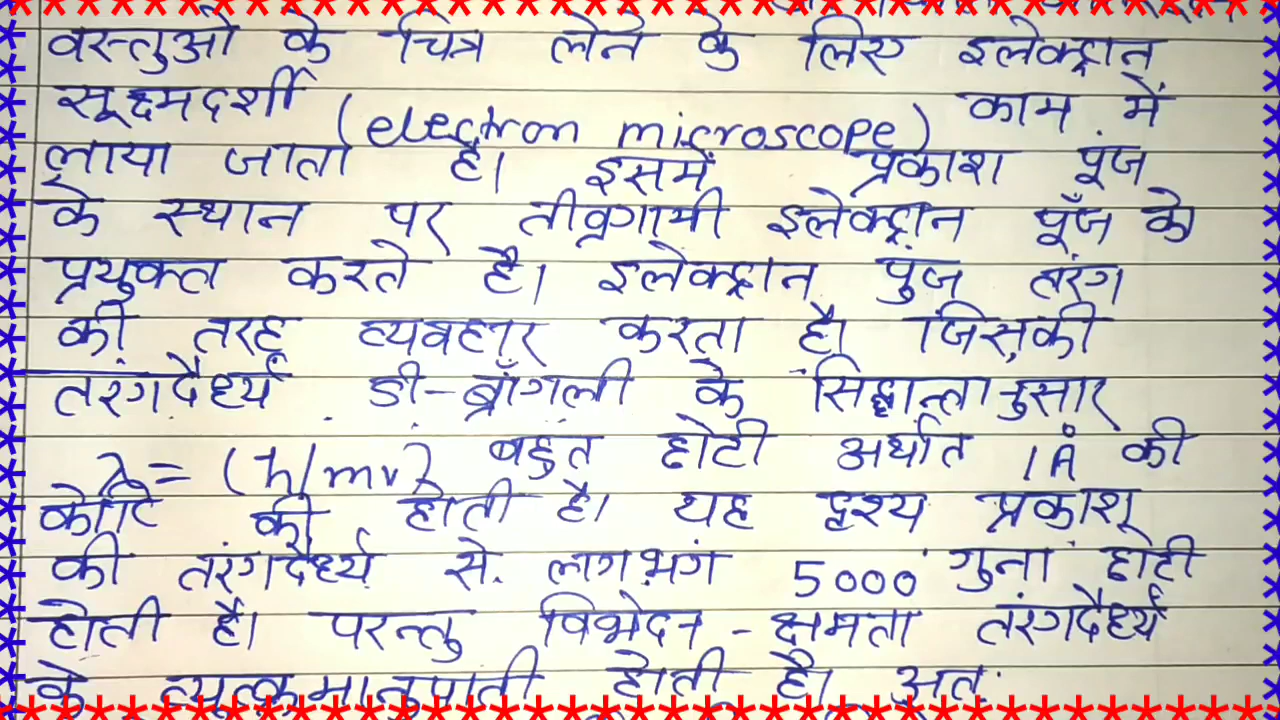 वस्तुओ के चित्र लेने के लिए इलेक्ट्रान
सूक्ष्मदर्शी (electron microscope) काम में
लाया जाता है। इसमें प्रकाश पूंज
के स्थान पर तीव्रगामी इलेक्ट्रान पूँज को
प्रयुक्त करते है। इलेक्ट्रान पुंज तरंग
की तरह व्यवहार करता है। जिसकी
तरंगदैर्ध्य डी-ब्रॉगली के सिद्धान्तानुसार
λ = (h/mv) बहुत छोटी अर्थात 1Å की
कोटि की होती है। यह दृश्य प्रकाश
की तरंगदैर्ध्य से लगभग 5000 गुना छोटी
होती है। परन्तु विभेदन-क्षमता तरंगदैर्ध्य
के व्युत्क्रमानुपाती होती है। अतः